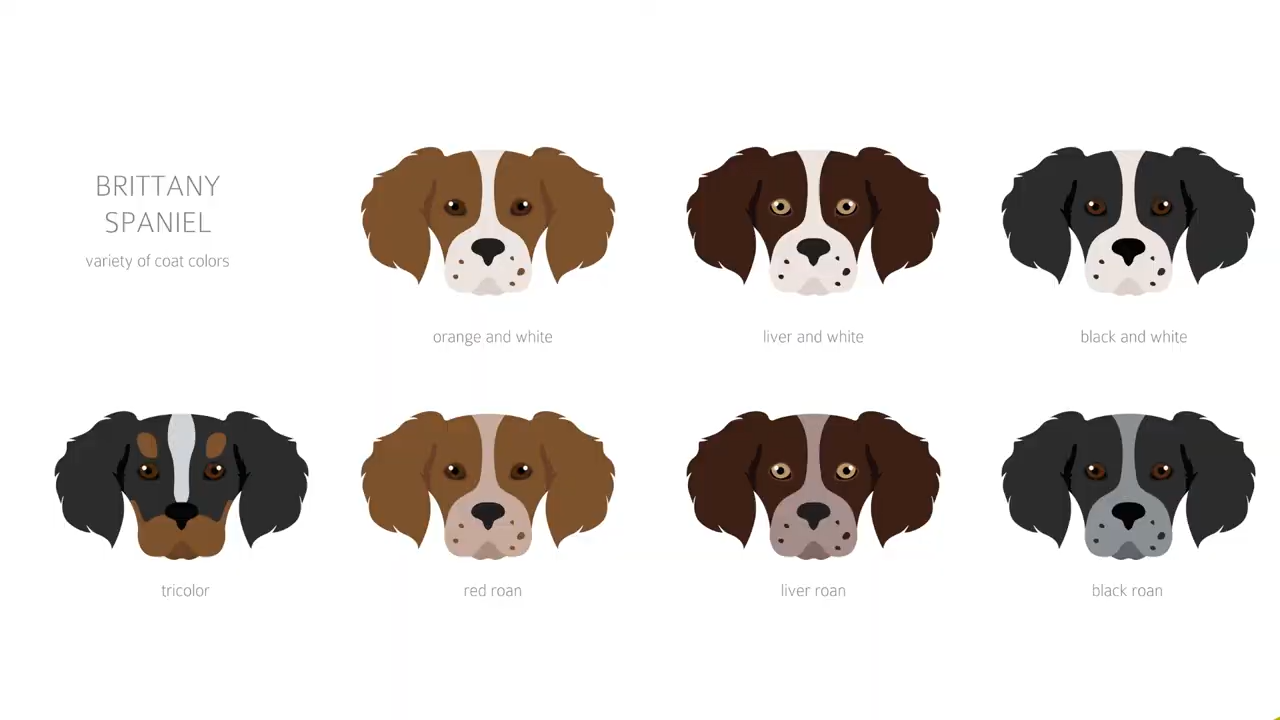 BRITTANY
SPANIEL
variety of coat colors
orange and white
liver and white
black and white
tricolor
red roan
liver roan
black roan